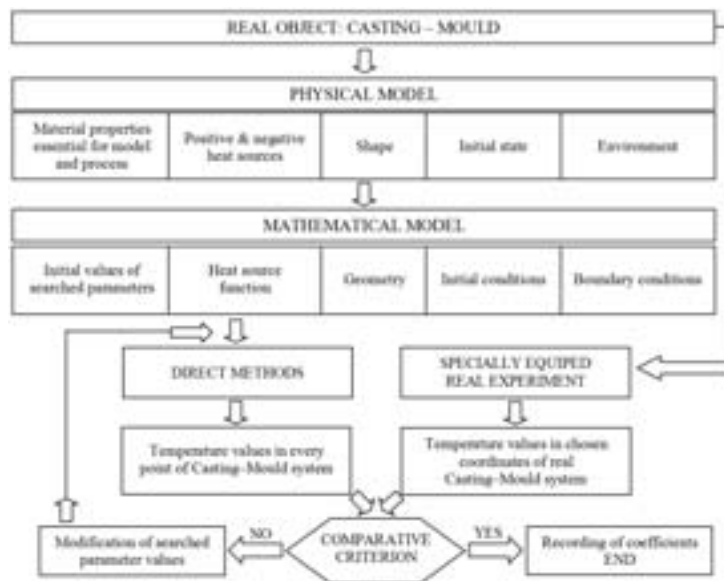 REAL OBJECT: CASTING – MOULD
PHYSICAL MODEL
Material properties
essential for model
and process
Positive & negative
heat sources
Shape
Initial state
Environment
MATHEMATICAL MODEL
Initial values of
searched parameters
Heat source
function
Geometry
Initial conditions
Boundary conditions
DIRECT METHODS
SPECIALLY EQUIPED
REAL EXPERIMENT
Temperature values in every
point of Casting–Mould system
Temperature values in chosen
coordinates of real
Casting–Mould system
Modification of searched
parameter values
NO
COMPARATIVE
CRITERION
YES
Recording of coefficients
END